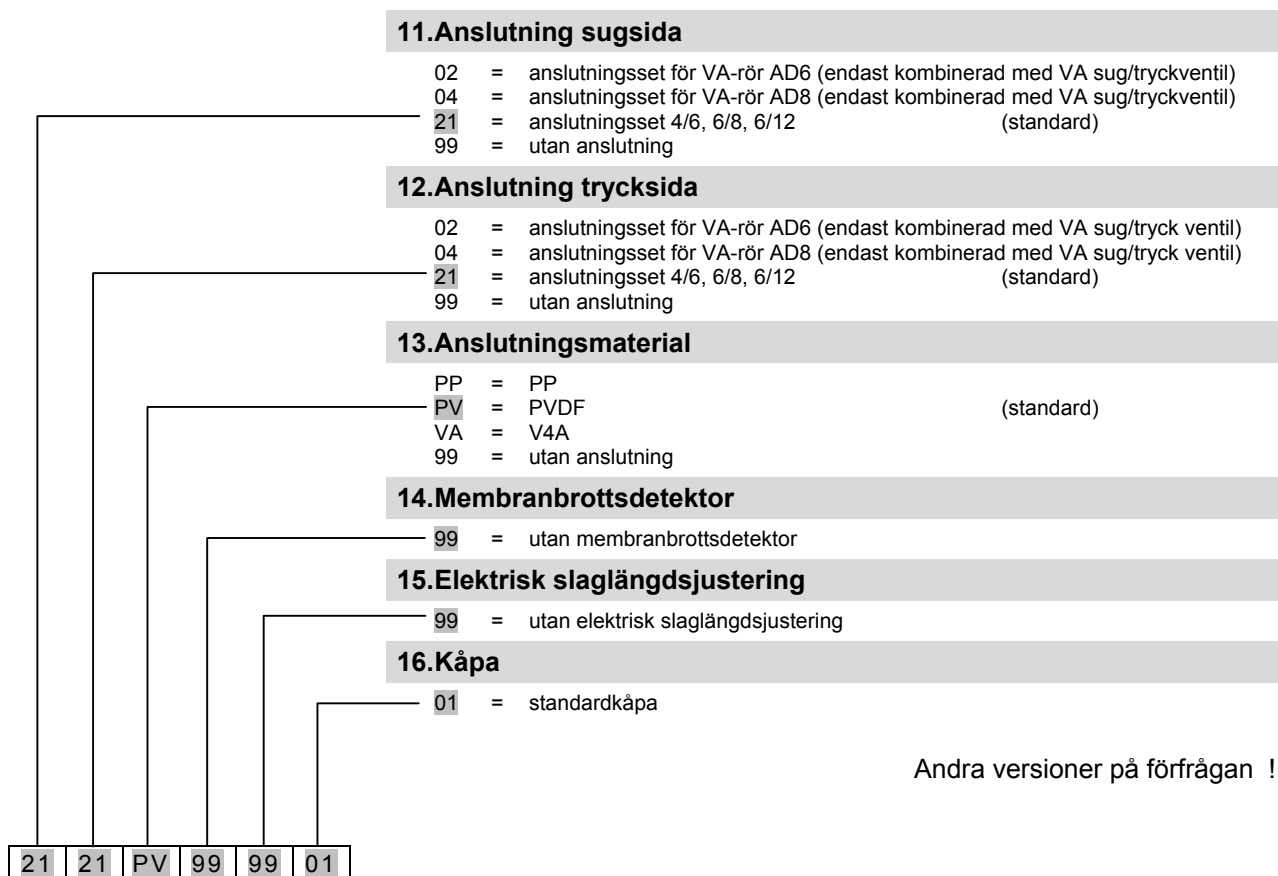 11.Anslutning sugsida
02 = anslutningsset för VA-rör AD6 (endast kombinerad med VA sug/tryckventil)
04 = anslutningsset för VA-rör AD8 (endast kombinerad med VA sug/tryckventil)
21 = anslutningsset 4/6, 6/8, 6/12 (standard)
99 = utan anslutning
12.Anslutning trycksida
02 = anslutningsset för VA-rör AD6 (endast kombinerad med VA sug/tryck ventil)
04 = anslutningsset för VA-rör AD8 (endast kombinerad med VA sug/tryck ventil)
21 = anslutningsset 4/6, 6/8, 6/12 (standard)
99 = utan anslutning
13.Anslutningsmaterial
PP = PP
PV = PVDF (standard)
VA = V4A
99 = utan anslutning
14.Membranbrottsdetektor
99 = utan membranbrottsdetektor
15.Elektrisk slaglängdsjustering
99 = utan elektrisk slaglängdsjustering
16.Kåpa
01 = standardkåpa
Andra versioner på förfrågan !
21 21 PV 99 99 01